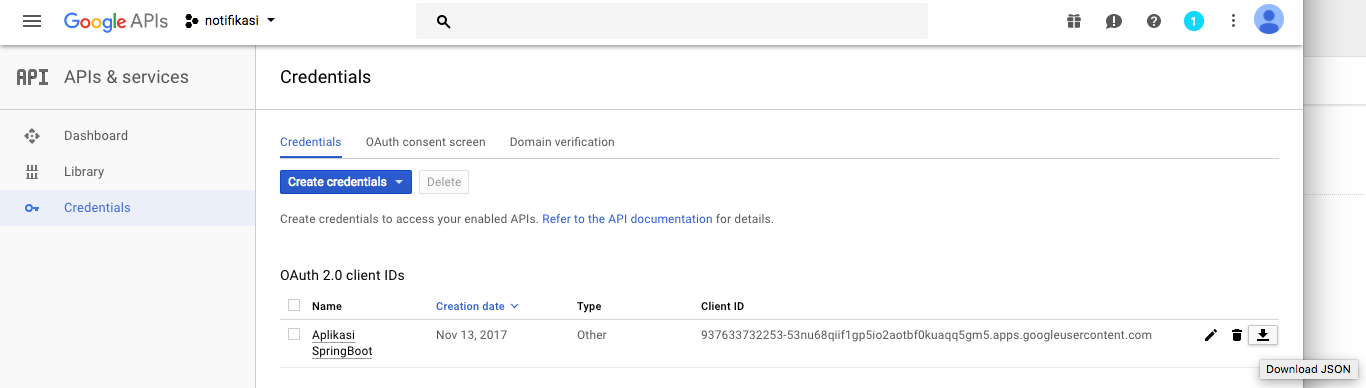 Google APIs
notifikasi
1
API APIs & services
Credentials
Dashboard
Library
Credentials
Credentials OAuth consent screen Domain verification
Create credentials Delete
Create credentials to access your enabled APIs. Refer to the API documentation for details.
OAuth 2.0 client IDs
Name Creation date Type Client ID
Aplikasi SpringBoot Nov 13, 2017 Other 937633732253-53nu68qiif1gp5io2aotbf0kuaqq5gm5.apps.googleusercontent.com
Download JSON